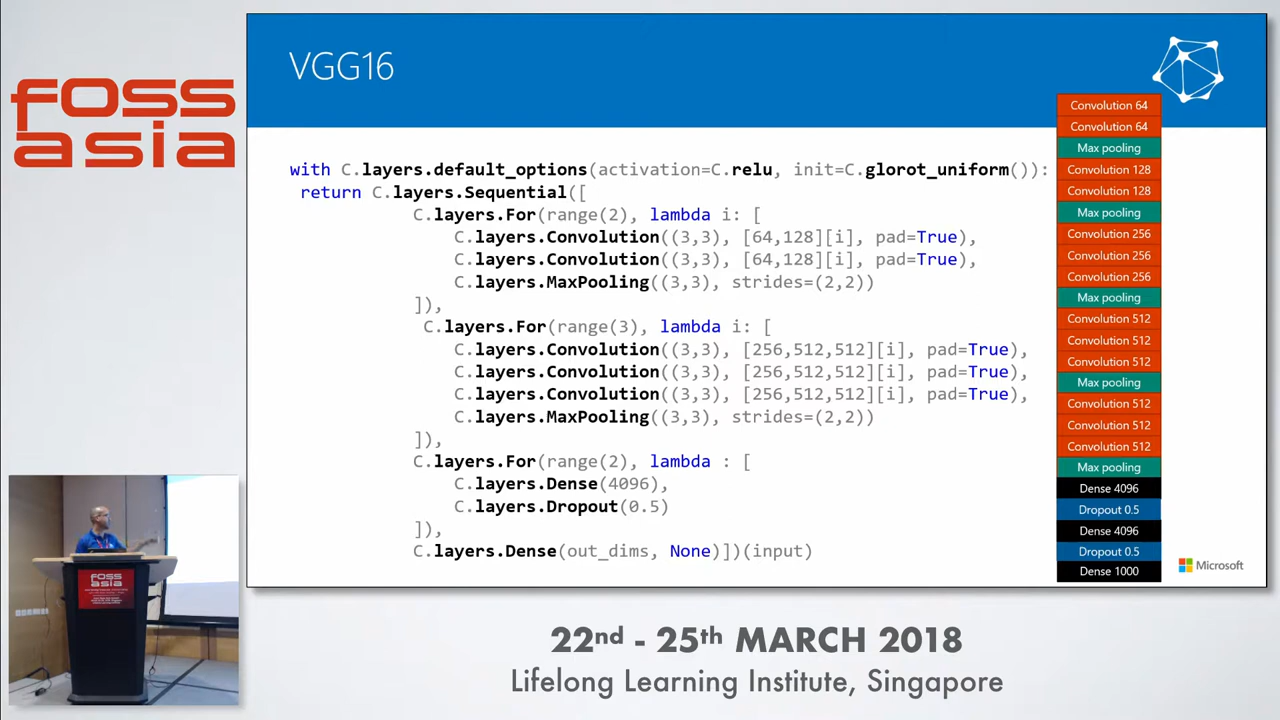 foss
asia
VGG16
with C.layers.default_options(activation=C.relu, init=C.glorot_uniform()):
return C.layers.Sequential([
C.layers.For(range(2), lambda i: [
C.layers.Convolution((3,3), [64,128][i], pad=True),
C.layers.Convolution((3,3), [64,128][i], pad=True),
C.layers.MaxPooling((3,3), strides=(2,2))
]),
C.layers.For(range(3), lambda i: [
C.layers.Convolution((3,3), [256,512,512][i], pad=True),
C.layers.Convolution((3,3), [256,512,512][i], pad=True),
C.layers.Convolution((3,3), [256,512,512][i], pad=True),
C.layers.MaxPooling((3,3), strides=(2,2))
]),
C.layers.For(range(2), lambda : [
C.layers.Dense(4096),
C.layers.Dropout(0.5)
]),
C.layers.Dense(out_dims, None)])(input)
Convolution 64
Convolution 64
Max pooling
Convolution 128
Convolution 128
Max pooling
Convolution 256
Convolution 256
Convolution 256
Max pooling
Convolution 512
Convolution 512
Convolution 512
Max pooling
Convolution 512
Convolution 512
Convolution 512
Max pooling
Dense 4096
Dropout 0.5
Dense 4096
Dropout 0.5
Dense 1000
Microsoft
foss
asia
22nd - 25th MARCH 2018
Lifelong Learning Institute, Singapore